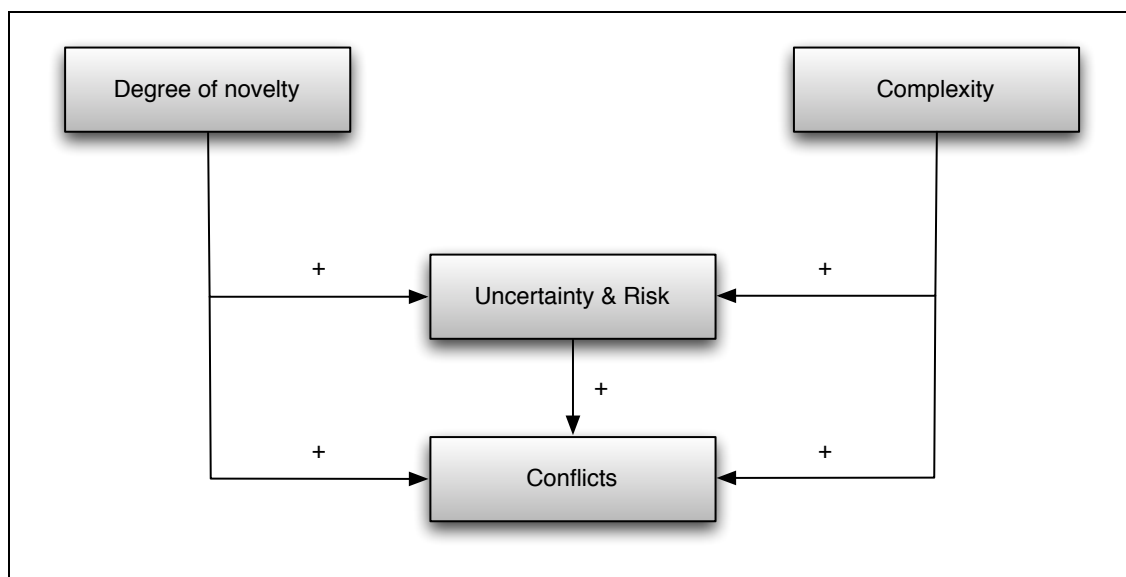 Degree of novelty
Complexity
+
+
Uncertainty & Risk
+
+
+
Conflicts